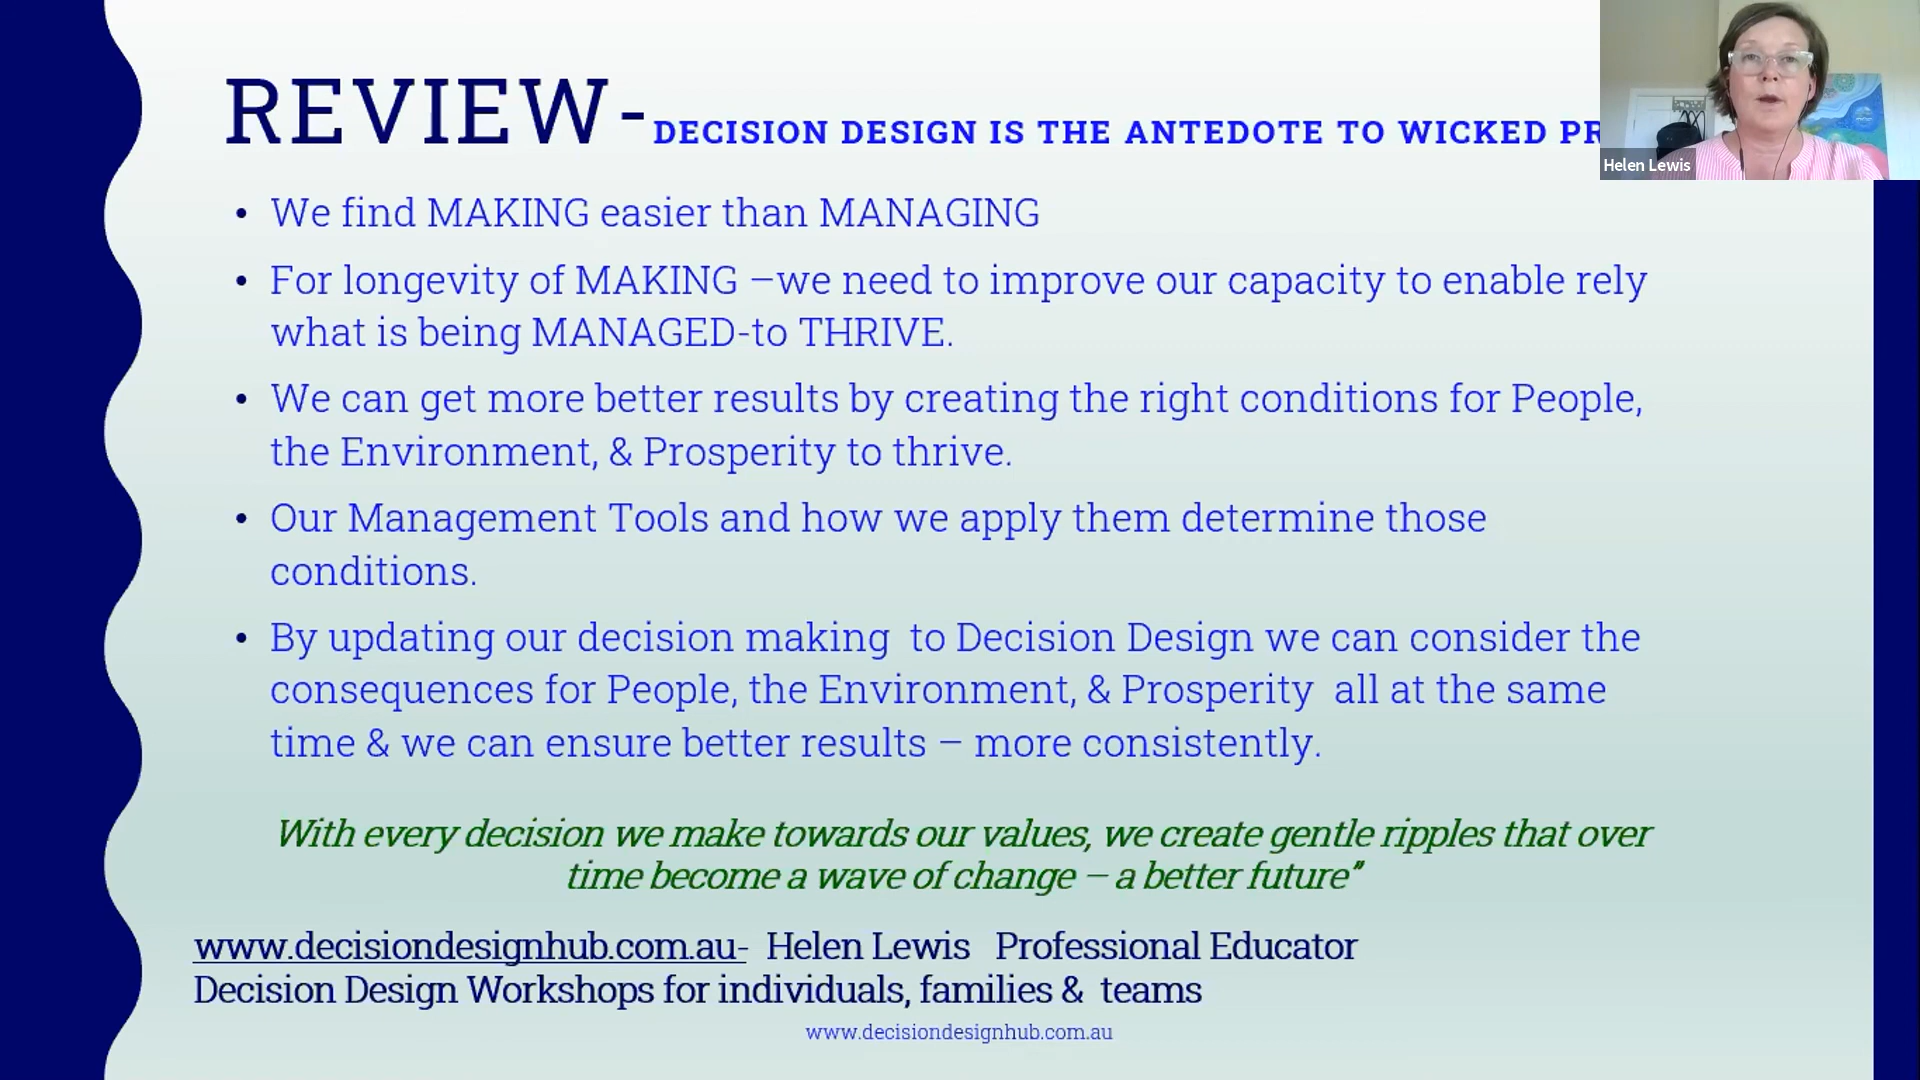 REVIEW- DECISION DESIGN IS THE ANTEDOTE TO WICKED
Helen Lewis
• We find MAKING easier than MANAGING
• For longevity of MAKING –we need to improve our capacity to enable rely
what is being MANAGED-to THRIVE.
• We can get more better results by creating the right conditions for People,
the Environment, & Prosperity to thrive.
• Our Management Tools and how we apply them determine those
conditions.
• By updating our decision making  to Decision Design we can consider the
consequences for People, the Environment, & Prosperity  all at the same
time & we can ensure better results – more consistently.
With every decision we make towards our values, we create gentle ripples that over
time become a wave of change – a better future”
www.decisiondesignhub.com.au-  Helen Lewis   Professional Educator
Decision Design Workshops for individuals, families &  teams
www.decisiondesignhub.com.au